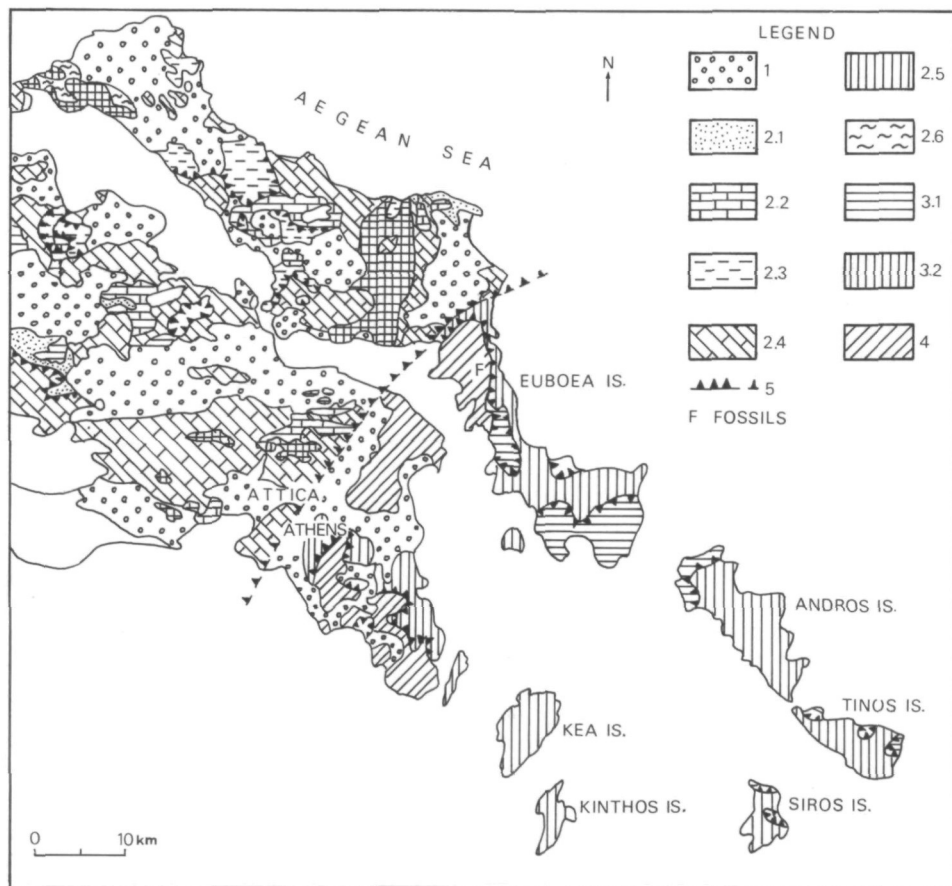 LEGEND
N
AEGEAN SEA
1
2.1
2.2
2.3
2.4
5
F FOSSILS
2.5
2.6
3.1
3.2
4
F
EUBOEA IS.
ATTICA
ATHENS
ANDROS IS.
TINOS IS.
KEA IS.
KINTHOS IS.
SIROS IS.
0 10 km